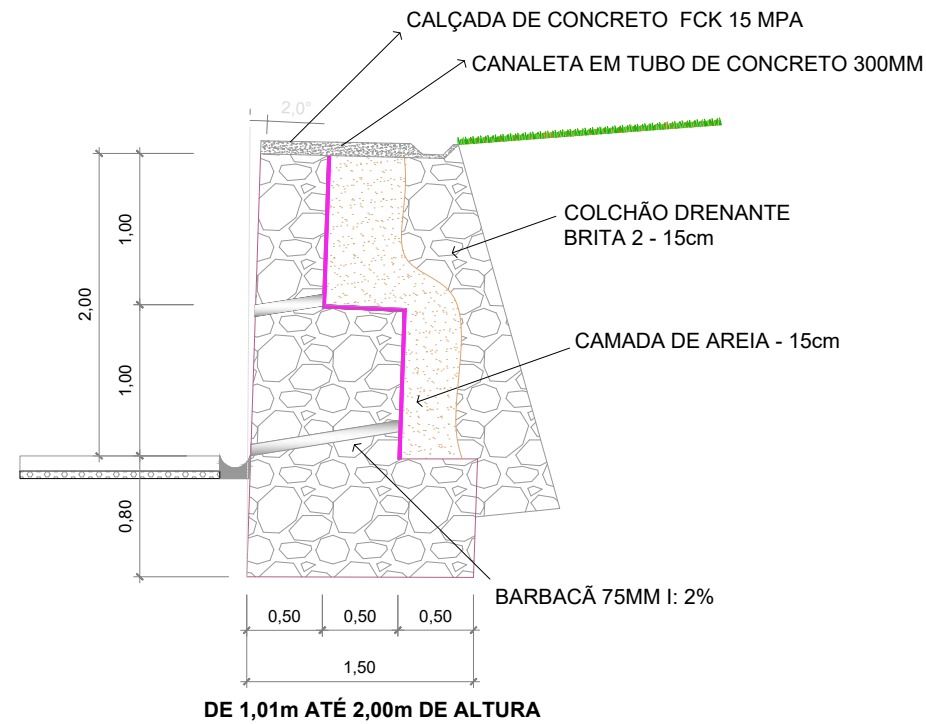 CALÇADA DE CONCRETO FCK 15 MPA
CANALETA EM TUBO DE CONCRETO 300MM
2,0°
1,00
2,00
COLCHÃO DRENANTE
BRITA 2 - 15cm
CAMADA DE AREIA - 15cm
1,00
0,80
BARBACÃ 75MM I: 2%
0,50
0,50
0,50
1,50
DE 1,01m ATÉ 2,00m DE ALTURA